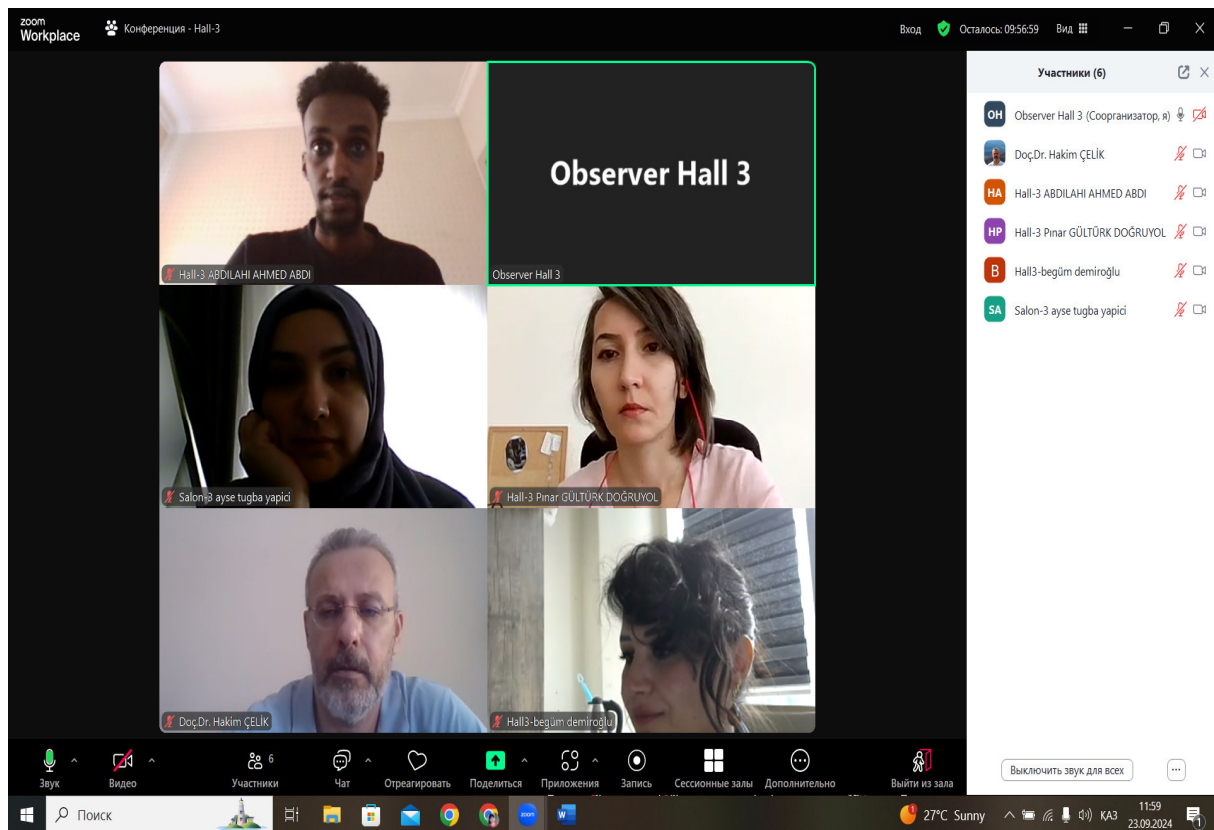 zoom
Workplace
Конференция - Hall-3
Вход
Осталось: 09:56:59
Вид
Участники (6)
OH Observer Hall 3 (Соорганизатор, я)
Doç.Dr. Hakim ÇELİK
HA Hall-3 ABDILAHI AHMED ABDI
HP Hall-3 Pınar GÜLTÜRK DOĞRUYOL
B Hall3-begüm demiroğlu
SA Salon-3 ayse tugba yapici
Observer Hall 3
Hall-3 ABDILAHI AHMED ABDI
Observer Hall 3
Salon-3 ayse tugba yapici
Hall-3 Pınar GÜLTÜRK DOĞRUYOL
Doç.Dr. Hakim ÇELİK
Hall3-begüm demiroğlu
Звук
Видео
6
Участники
Чат
Отреагировать
Поделиться
Приложения
Запись
Сессионные залы
Дополнительно
Выйти из зала
Выключить звук для всех
Поиск
zoom
W
1
27°C Sunny
ҚАЗ
11:59
23.09.2024
1